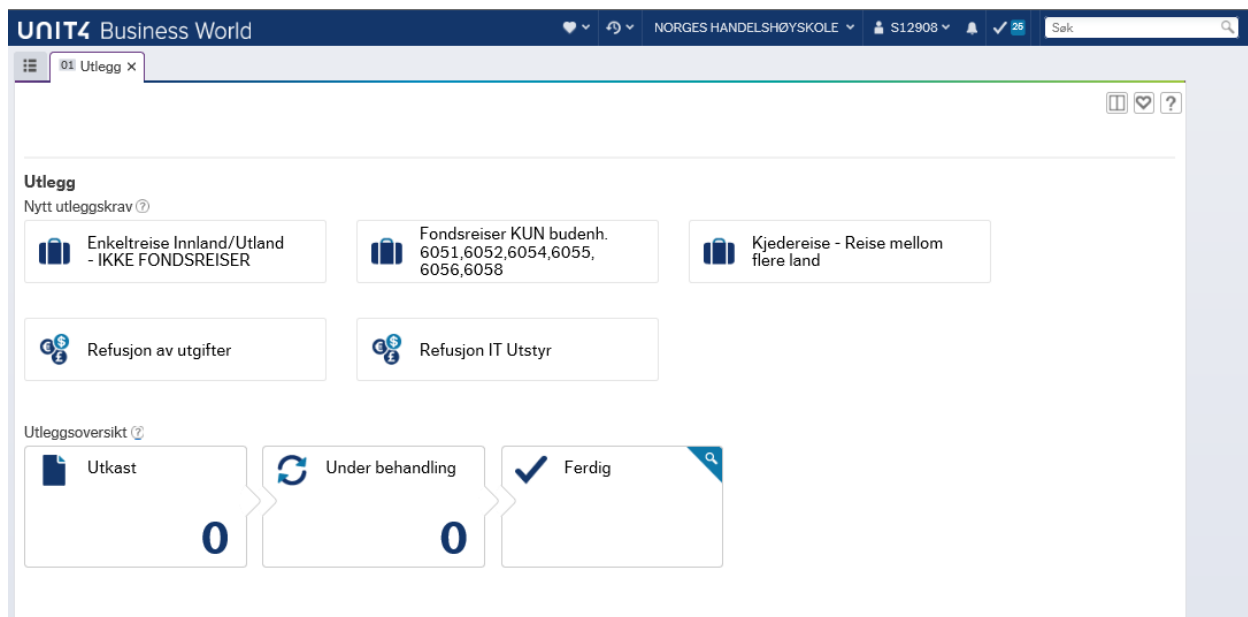 UNIT4 Business World
NORGES HANDELSHØYSKOLE
S12908
26
Søk
01 Utlegg ×
?
Utlegg
Nytt utleggskrav ?
Enkeltreise Innland/Utland
- IKKE FONDSREISER
Fondsreiser KUN budenh.
6051,6052,6054,6055,
6056,6058
Kjedereise - Reise mellom
flere land
Refusjon av utgifter
Refusjon IT Utstyr
Utleggsoversikt ?
Utkast
0
Under behandling
0
Ferdig